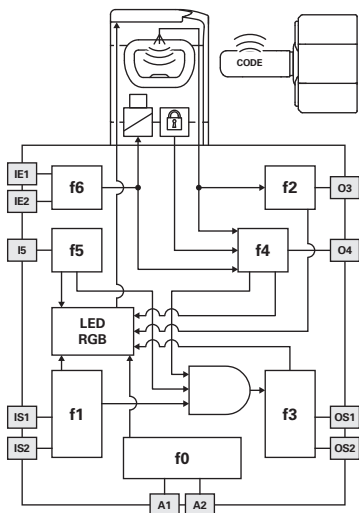 CODE
IE1
f6
f2
O3
IE2
I5
f5
f4
O4
LED
RGB
IS1
f1
f3
OS1
IS2
OS2
f0
A1
A2